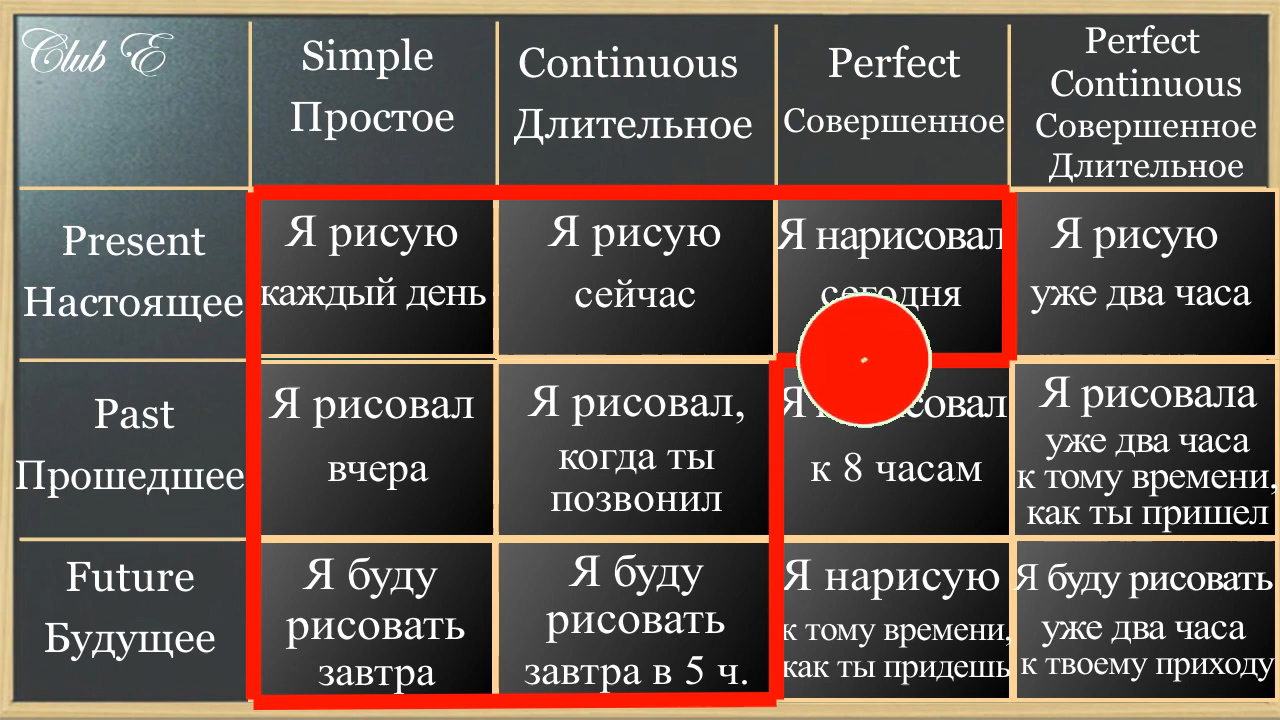 Club E
Simple
Простое
Continuous
Длительное
Perfect
Совершенное
Perfect
Continuous
Совершенное
Длительное
Present
Настоящее
Я рисую
каждый день
Я рисую
сейчас
Я нарисовал
сегодня
Я рисую
уже два часа
Past
Прошедшее
Я рисовал
вчера
Я рисовал,
когда ты
позвонил
Я
к 8 часам
Я рисовала
уже два часа
к тому времени,
как ты пришел
Future
Будущее
Я буду
рисовать
завтра
Я буду
рисовать
завтра в 5 ч.
Я нарисую
к тому времени,
как ты придешь
Я буду рисовать
уже два часа
к твоему приходу